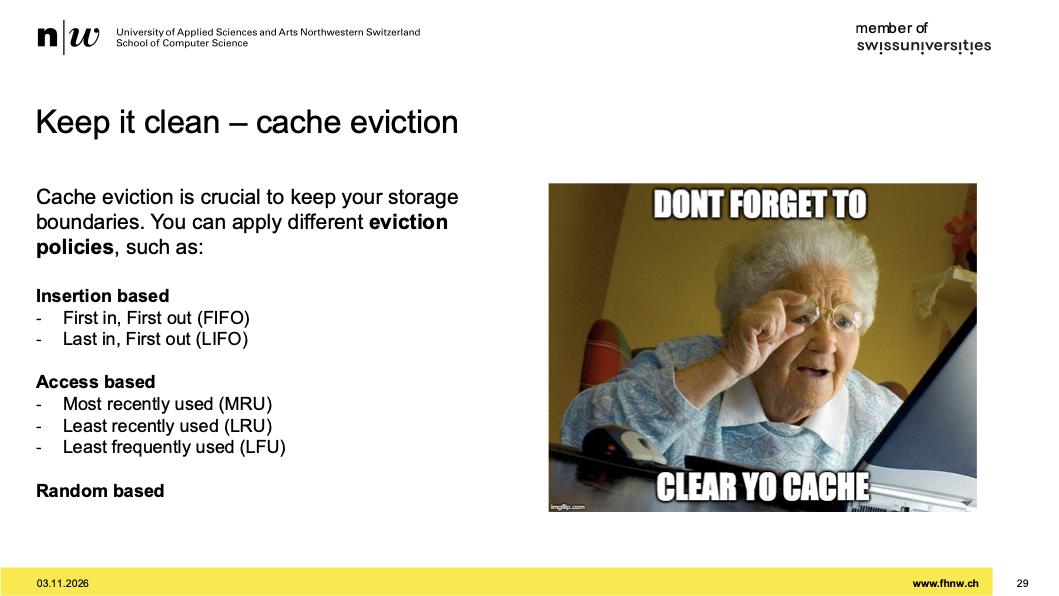 n|w University of Applied Sciences and Arts Northwestern Switzerland
School of Computer Science
member of
swissuniversities
Keep it clean – cache eviction
Cache eviction is crucial to keep your storage
boundaries. You can apply different eviction
policies, such as:
Insertion based
- First in, First out (FIFO)
- Last in, First out (LIFO)
Access based
- Most recently used (MRU)
- Least recently used (LRU)
- Least frequently used (LFU)
Random based
DONT FORGET TO
CLEAR YO CACHE
imgflip.com
03.11.2026
www.fhnw.ch
29